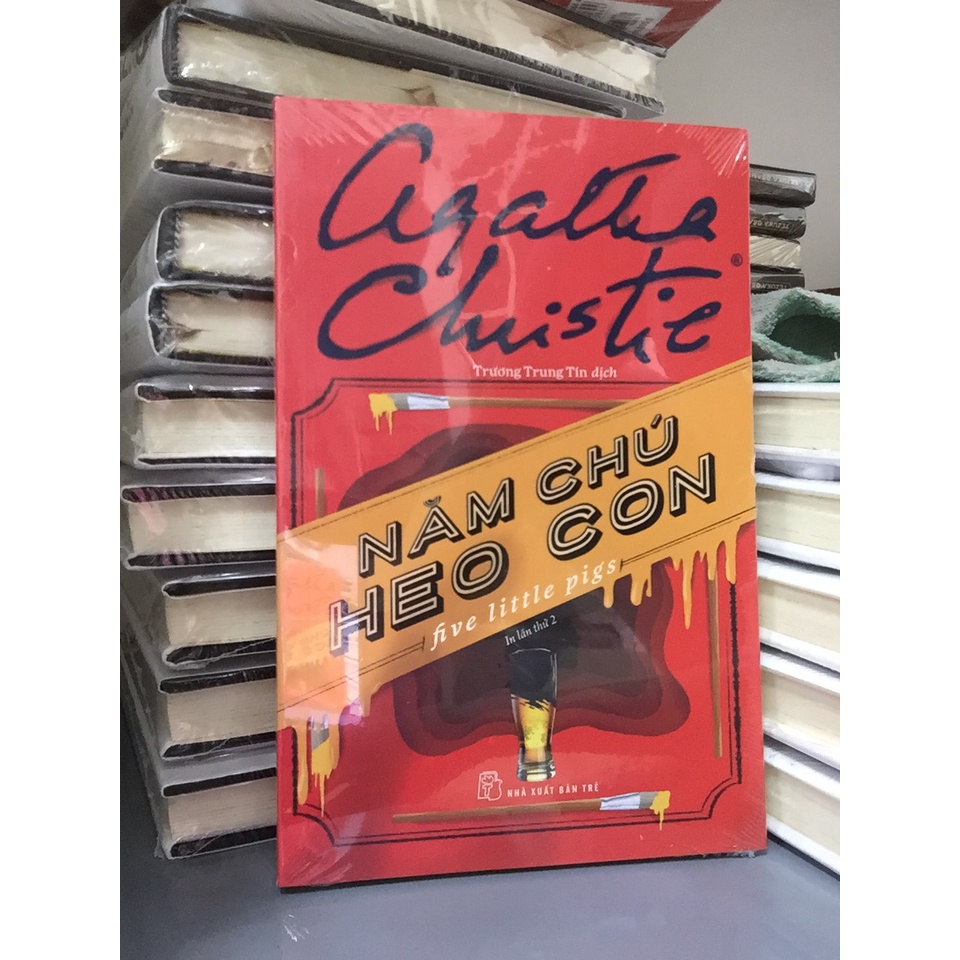 Agatha
Christie
®
Trương Trung Tín dịch
NĂM CHÚ
HEO CON
five little pigs
In lần thứ 2
NHÀ XUẤT BẢN TRẺ